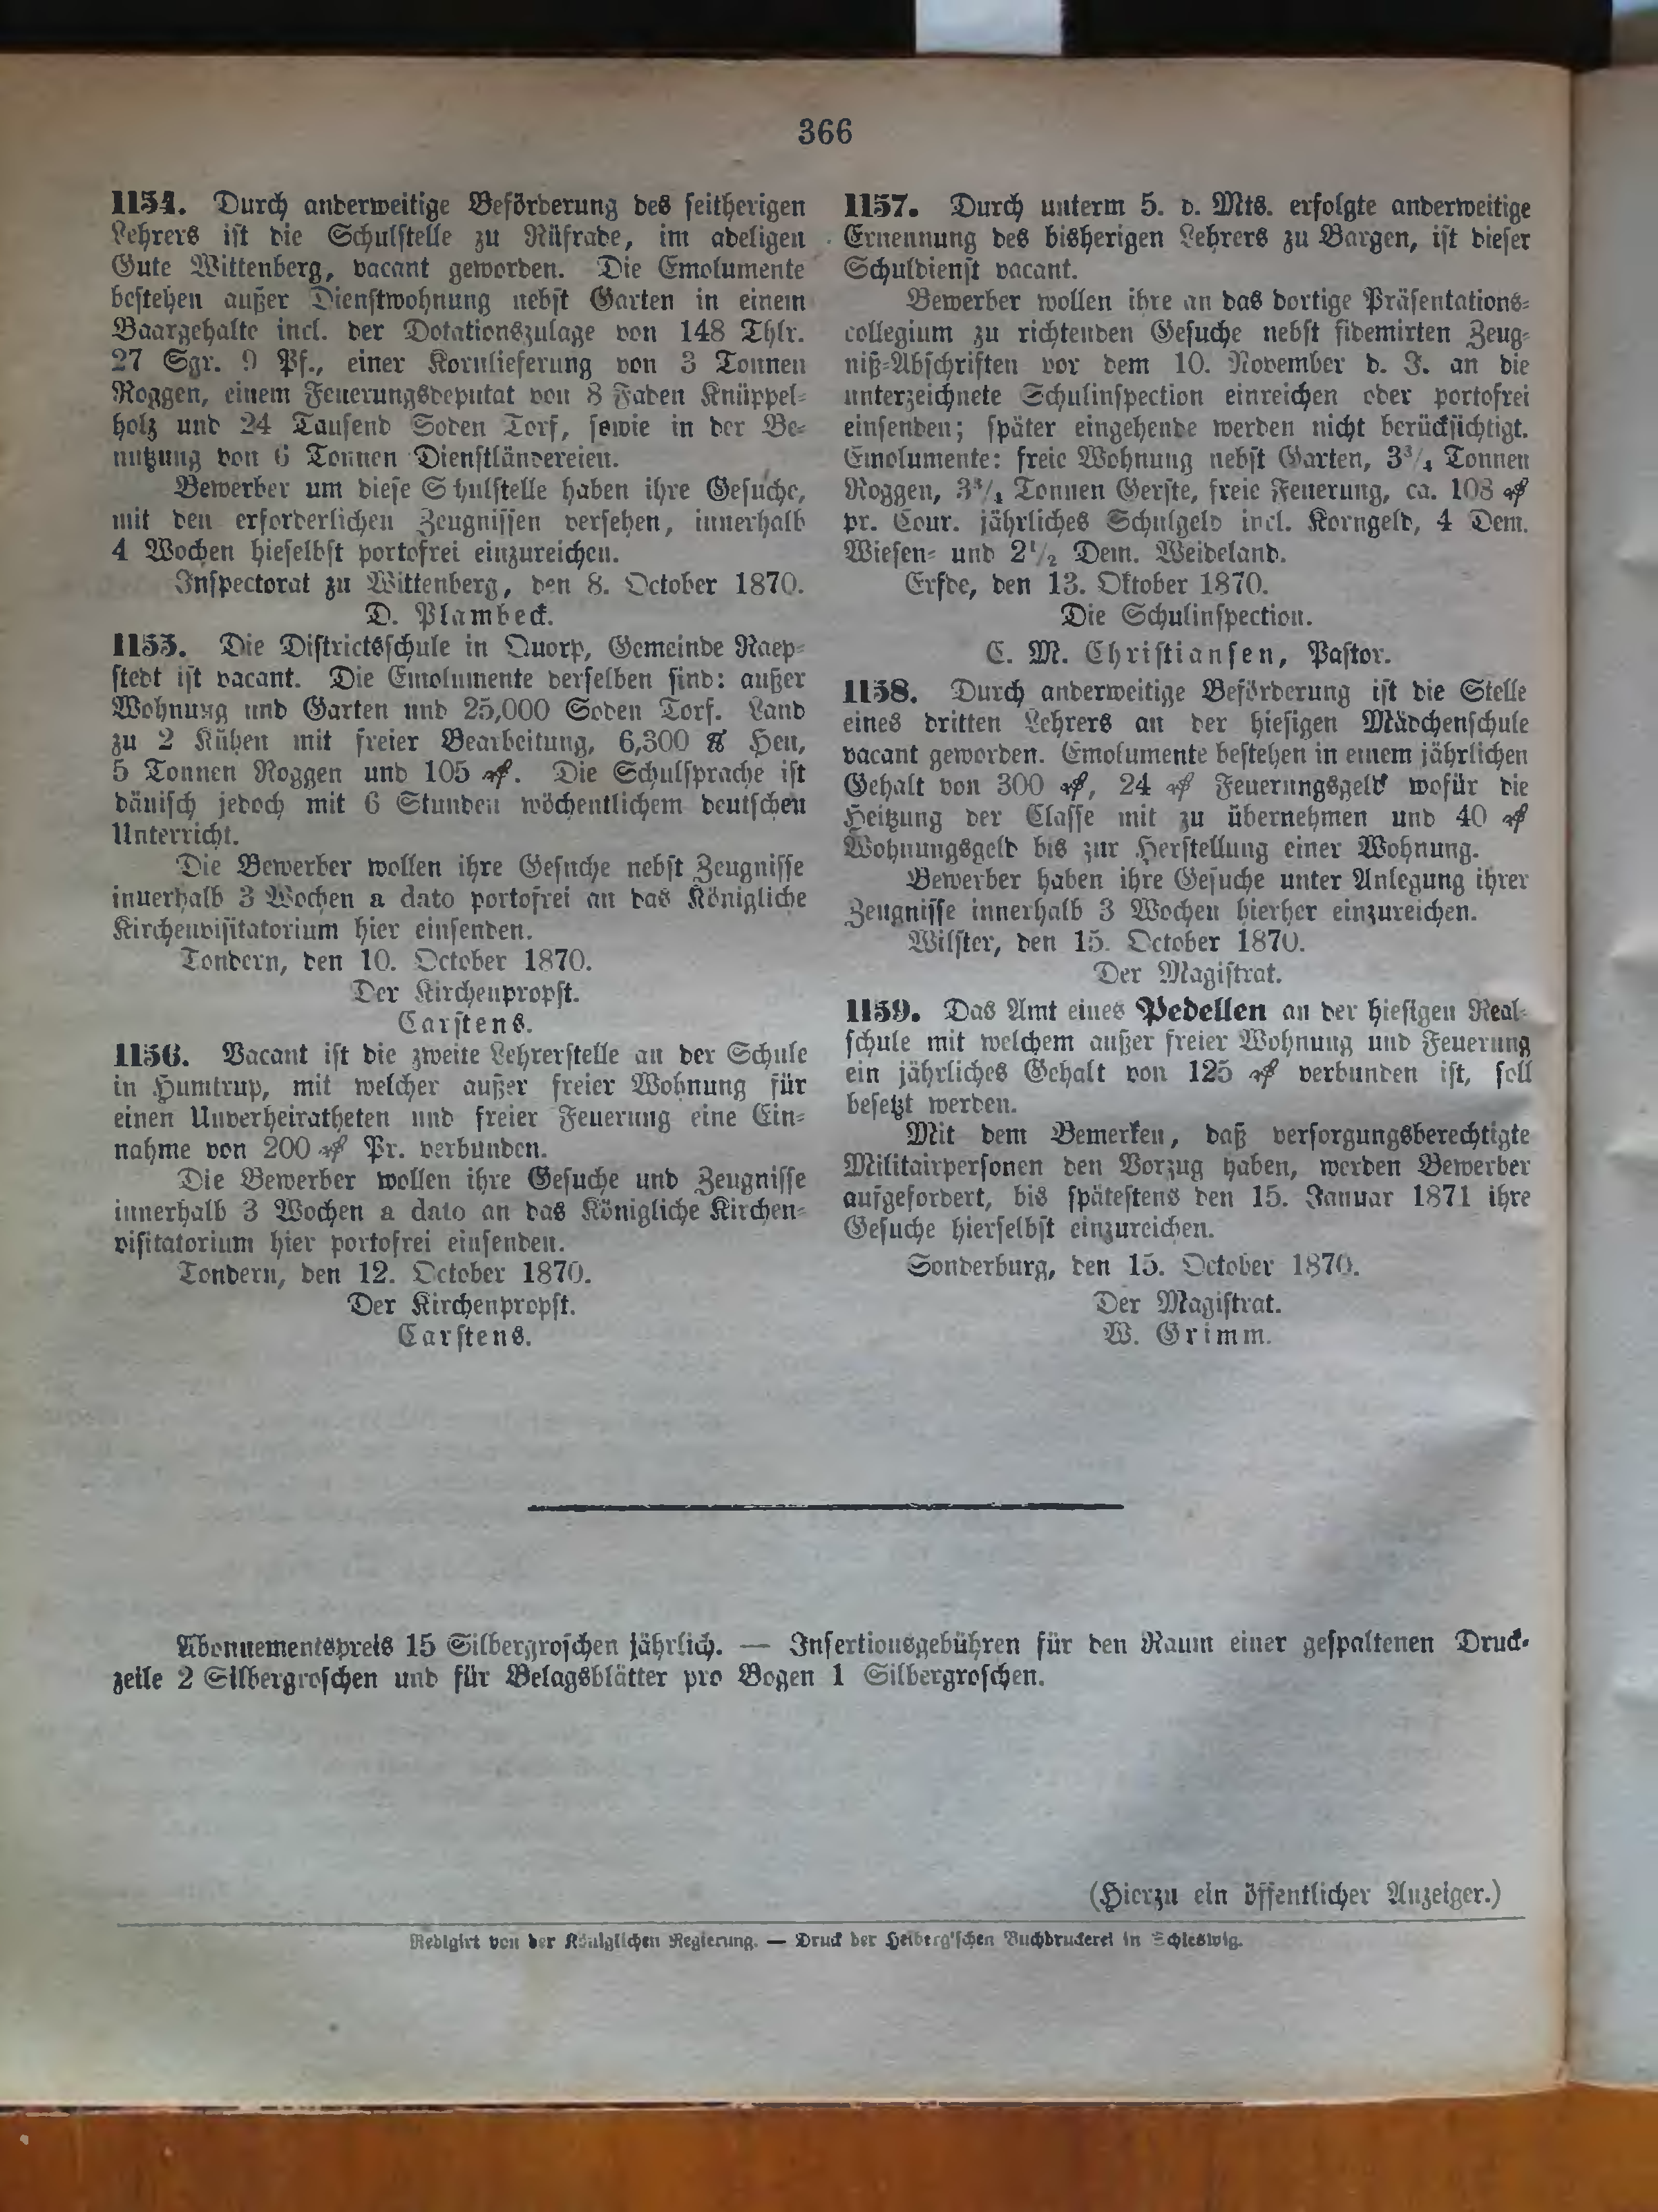 366
1154. Durch anderweitige Beförderung des seitherigen
Lehrers ist die Schulstelle zu Rüfrade, im adeligen
Gute Wittenberg, vacant geworden. Die Emolumente
bestehen außer Dienstwohnung nebst Garten in einem
Baargehalte incl. der Dotationszulage von 148 Thlr.
27 Sgr. 9 Pf., einer Kornlieferung von 3 Tonnen
Roggen, einem Feuerungsdeputat von 8 Faden Knüppel-
holz und 24 Tausend Soden Torf, sowie in der Be-
nutzung von 6 Tonnen Dienstländereien.
Bewerber um diese Schulstelle haben ihre Gesuche,
mit den erforderlichen Zeugnissen versehen, innerhalb
4 Wochen hieselbst portofrei einzureichen.
Inspectorat zu Wittenberg, den 8. October 1870.
D. Plambeck.
1155. Die Districtsschule in Quorp, Gemeinde Raep-
stedt ist vacant. Die Emolumente derselben sind: außer
Wohnung und Garten und 25,000 Soden Torf. Land
zu 2 Kühen mit freier Bearbeitung, 6,300 ℔ Heu,
5 Tonnen Roggen und 105 ₰. Die Schulsprache ist
dänisch jedoch mit 6 Stunden wöchentlichem deutschen
Unterricht.
Die Bewerber wollen ihre Gesuche nebst Zeugnisse
innerhalb 3 Wochen a dato portofrei an das Königliche
Kirchenvisitatorium hier einsenden.
Tondern, den 10. October 1870.
Der Kirchenpropst.
Carstens.
1156. Vacant ist die zweite Lehrerstelle an der Schule
in Humtrup, mit welcher außer freier Wohnung für
einen Unverheiratheten und freier Feuerung eine Ein-
nahme von 200 ₰ Pr. verbunden.
Die Bewerber wollen ihre Gesuche und Zeugnisse
innerhalb 3 Wochen a dato an das Königliche Kirchen-
visitatorium hier portofrei einsenden.
Tondern, den 12. October 1870.
Der Kirchenpropst.
Carstens.
1157. Durch unterm 5. d. Mts. erfolgte anderweitige
Ernennung des bisherigen Lehrers zu Bargen, ist dieser
Schuldienst vacant.
Bewerber wollen ihre an das dortige Präsentations-
collegium zu richtenden Gesuche nebst fidemirten Zeug-
niß-Abschriften vor dem 10. November d. J. an die
unterzeichnete Schulinspection einreichen oder portofrei
einsenden; später eingehende werden nicht berücksichtigt.
Emolumente: freie Wohnung nebst Garten, 3¾ Tonnen
Roggen, 3¾ Tonnen Gerste, freie Feuerung, ca. 108 ₰
pr. Cour. jährliches Schulgeld incl. Korngeld, 4 Dem.
Wiesen- und 2½ Dem. Weideland.
Erfde, den 13. Oktober 1870.
Die Schulinspection.
C. M. Christiansen, Pastor.
1158. Durch anderweitige Beförderung ist die Stelle
eines dritten Lehrers an der hiesigen Mädchenschule
vacant geworden. Emolumente bestehen in einem jährlichen
Gehalt von 300 ₰, 24 ₰ Feuerungsgeld wofür die
Heitzung der Classe mit zu übernehmen und 40 ₰
Wohnungsgeld bis zur Herstellung einer Wohnung.
Bewerber haben ihre Gesuche unter Anlegung ihrer
Zeugnisse innerhalb 3 Wochen hierher einzureichen.
Wilster, den 15. October 1870.
Der Magistrat.
1159. Das Amt eines Pedellen an der hiesigen Real-
schule mit welchem außer freier Wohnung und Feuerung
ein jährliches Gehalt von 125 ₰ verbunden ist, soll
besetzt werden.
Mit dem Bemerken, daß versorgungsberechtigte
Militairpersonen den Vorzug haben, werden Bewerber
aufgefordert, bis spätestens den 15. Januar 1871 ihre
Gesuche hierselbst einzureichen.
Sonderburg, den 15. October 1870.
Der Magistrat.
W. Grimm.
Abonnementspreis 15 Silbergroschen jährlich. — Insertionsgebühren für den Raum einer gespaltenen Druck-
zeile 2 Silbergroschen und für Belagsblätter pro Bogen 1 Silbergroschen.
(Hierzu ein öffentlicher Anzeiger.)
Redigirt von der Königlichen Regierung. — Druck der Heiberg'schen Buchdruckerei in Schleswig.